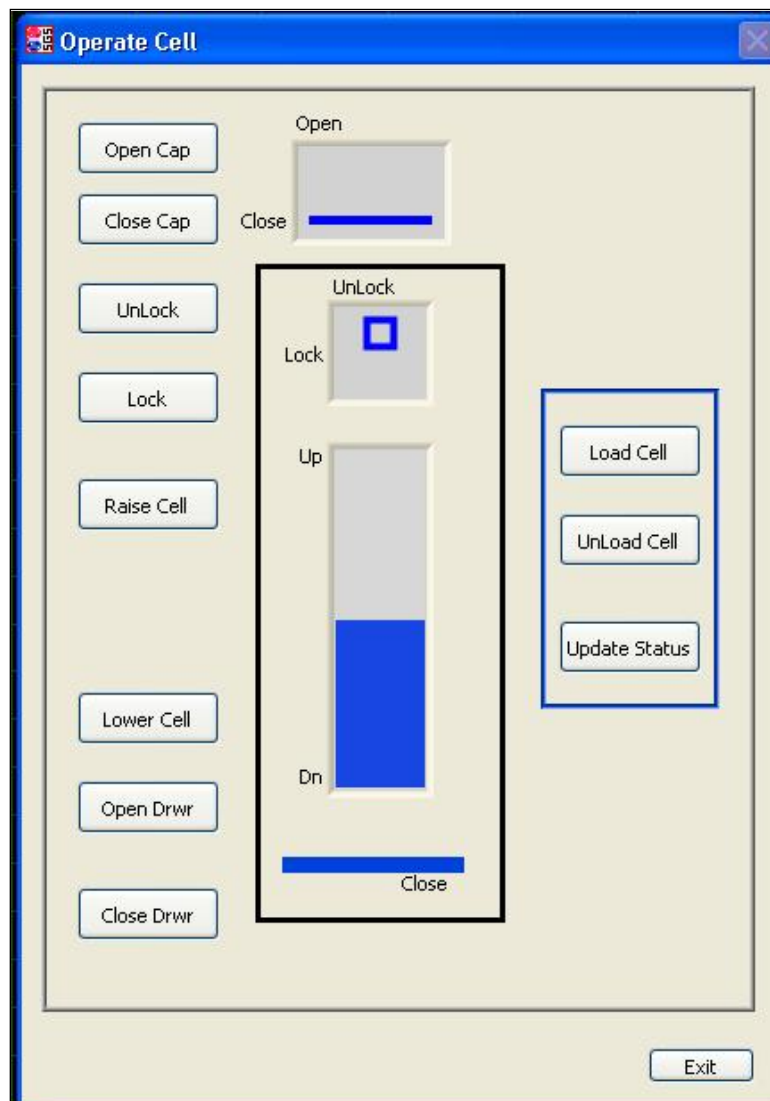 Operate Cell
Open Cap
Open
Close Cap
Close
UnLock
UnLock
Lock
Lock
Up
Raise Cell
Load Cell
UnLoad Cell
Update Status
Lower Cell
Dn
Open Drwr
Close
Close Drwr
Exit